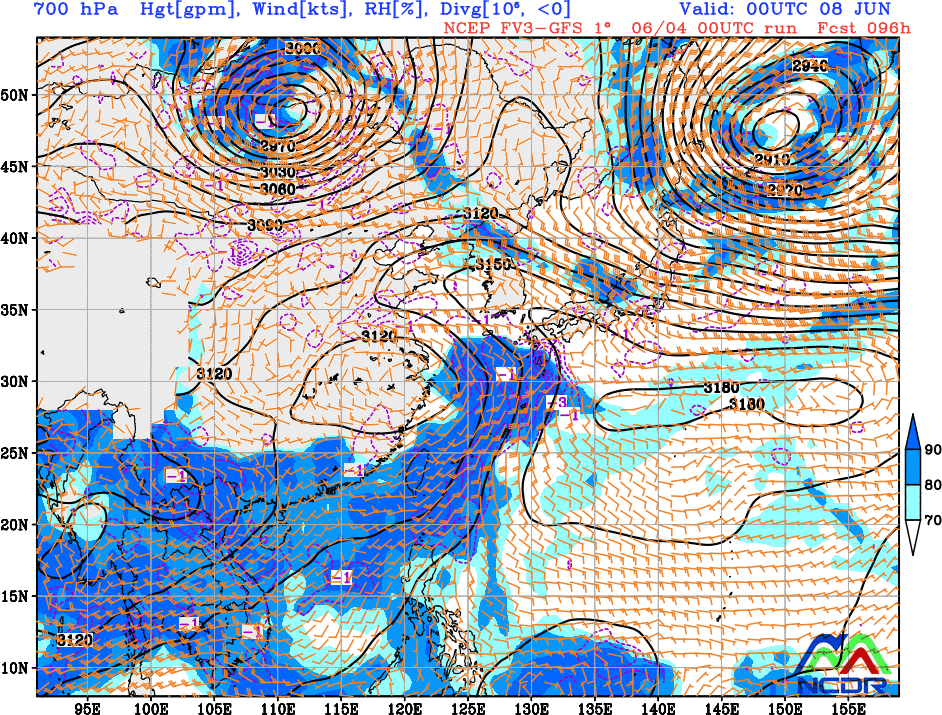 700 hPa Hgt[gpm], Wind[kts], RH[%], Divg[10⁶, <0] Valid: 00UTC 08 JUN
NCEP FV3-GFS 1° 06/04 00UTC run Fcst 096h
3000
2940
50N
-1
2970
2910
45N
3030
3060
2970
3090
3120
40N
3150
35N
3120
3120
-1
30N
3180
3180
-3
-1
25N
-1
-1
90
80
70
20N
-1
15N
-1
-1
3120
10N
NCDR
95E 100E 105E 110E 115E 120E 125E 130E 135E 140E 145E 150E 155E